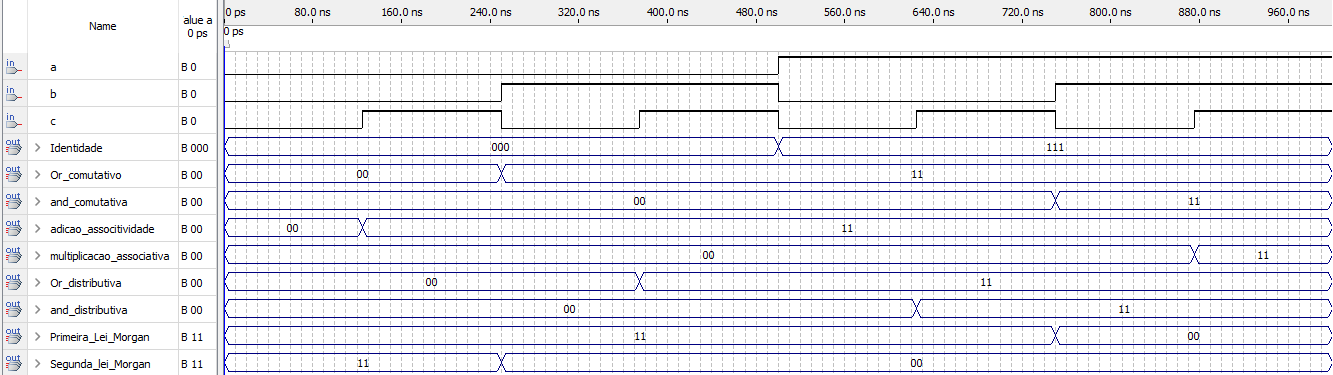 Name
alue a
0 ps
0 ps 80.0 ns 160.0 ns 240.0 ns 320.0 ns 400.0 ns 480.0 ns 560.0 ns 640.0 ns 720.0 ns 800.0 ns 880.0 ns 960.0 ns
0 ps
in a B 0
in b B 0
in c B 0
out > Identidade B 000 000 111
out > Or_comutativo B 00 00 11
out > and_comutativa B 00 00 11
out > adicao_associtividade B 00 00 11
out > multiplicacao_associativa B 00 00 11
out > Or_distributiva B 00 00 11
out > and_distributiva B 00 00 11
out > Primeira_Lei_Morgan B 11 11 00
out > Segunda_lei_Morgan B 11 11 00